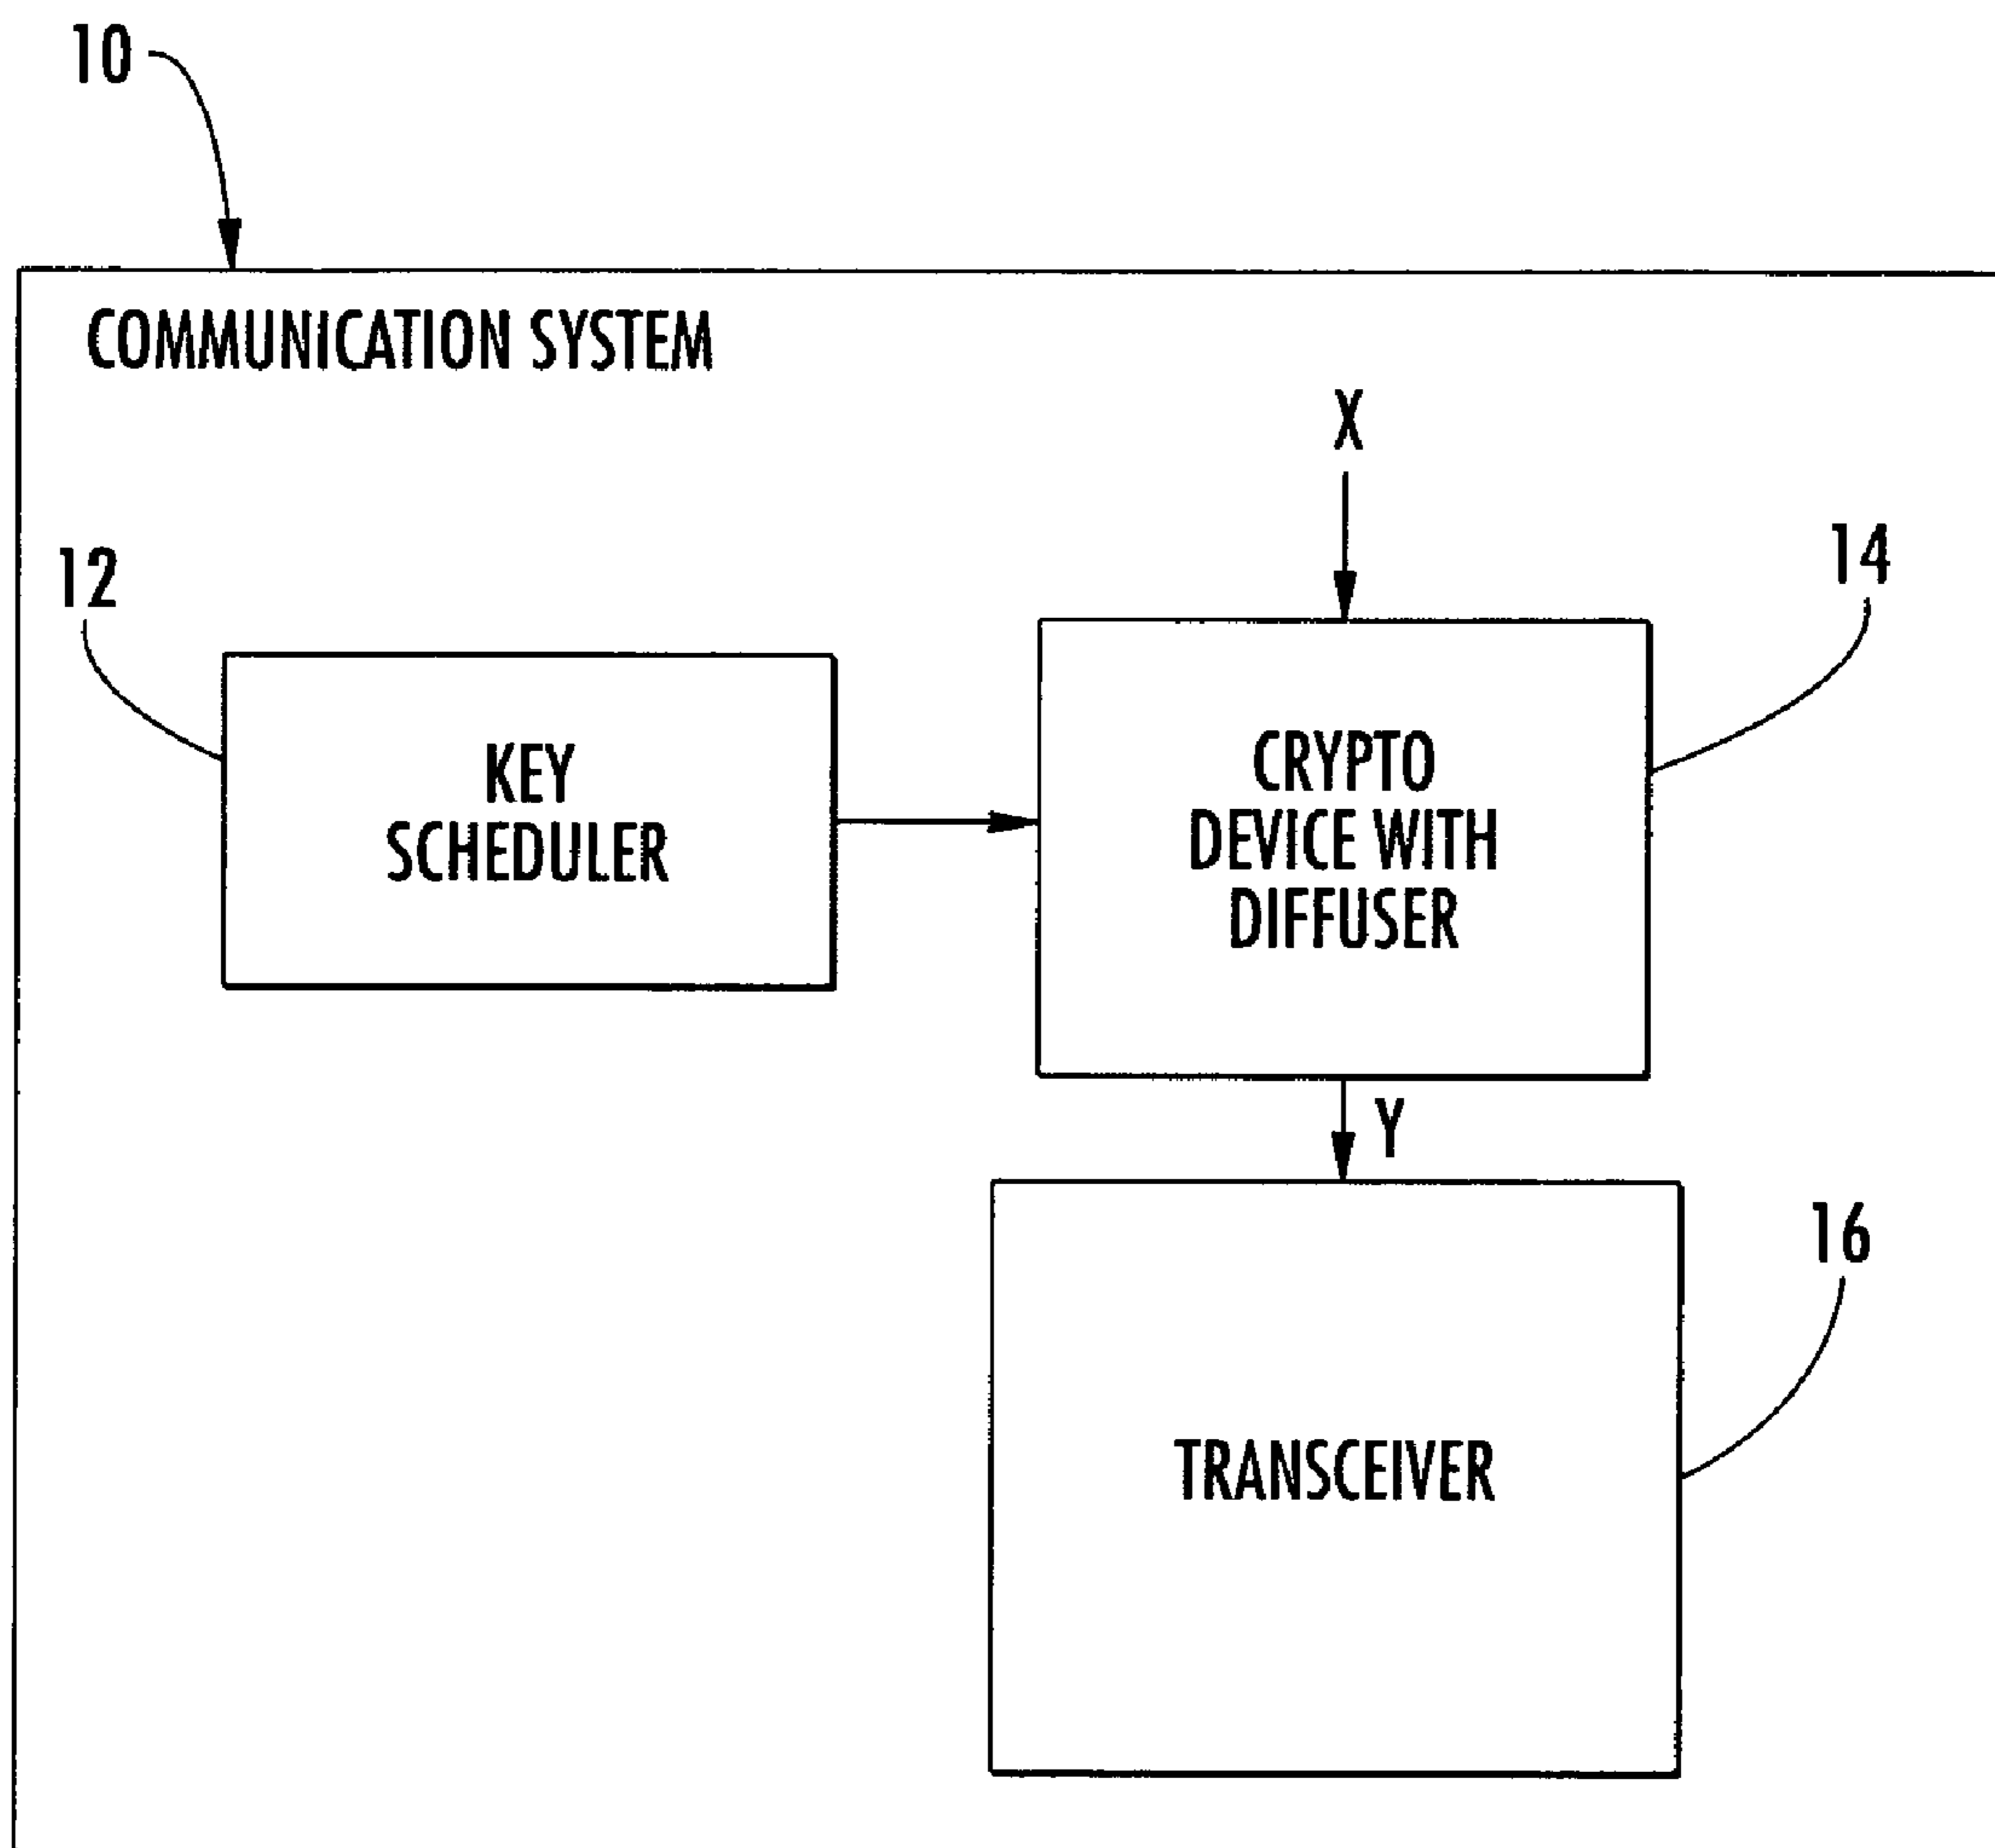 10
COMMUNICATION SYSTEM
X
12
14
KEY
SCHEDULER
CRYPTO
DEVICE WITH
DIFFUSER
Y
16
TRANSCEIVER